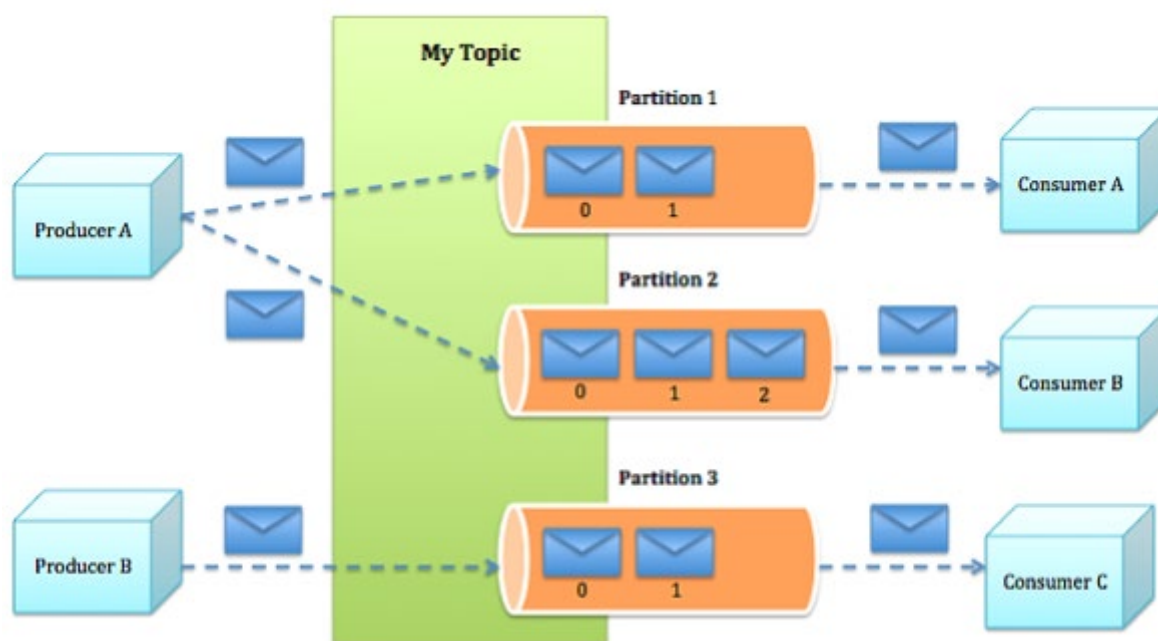 My Topic
Partition 1
Producer A
0 1
Consumer A
Partition 2
0 1 2
Consumer B
Partition 3
Producer B
0 1
Consumer C